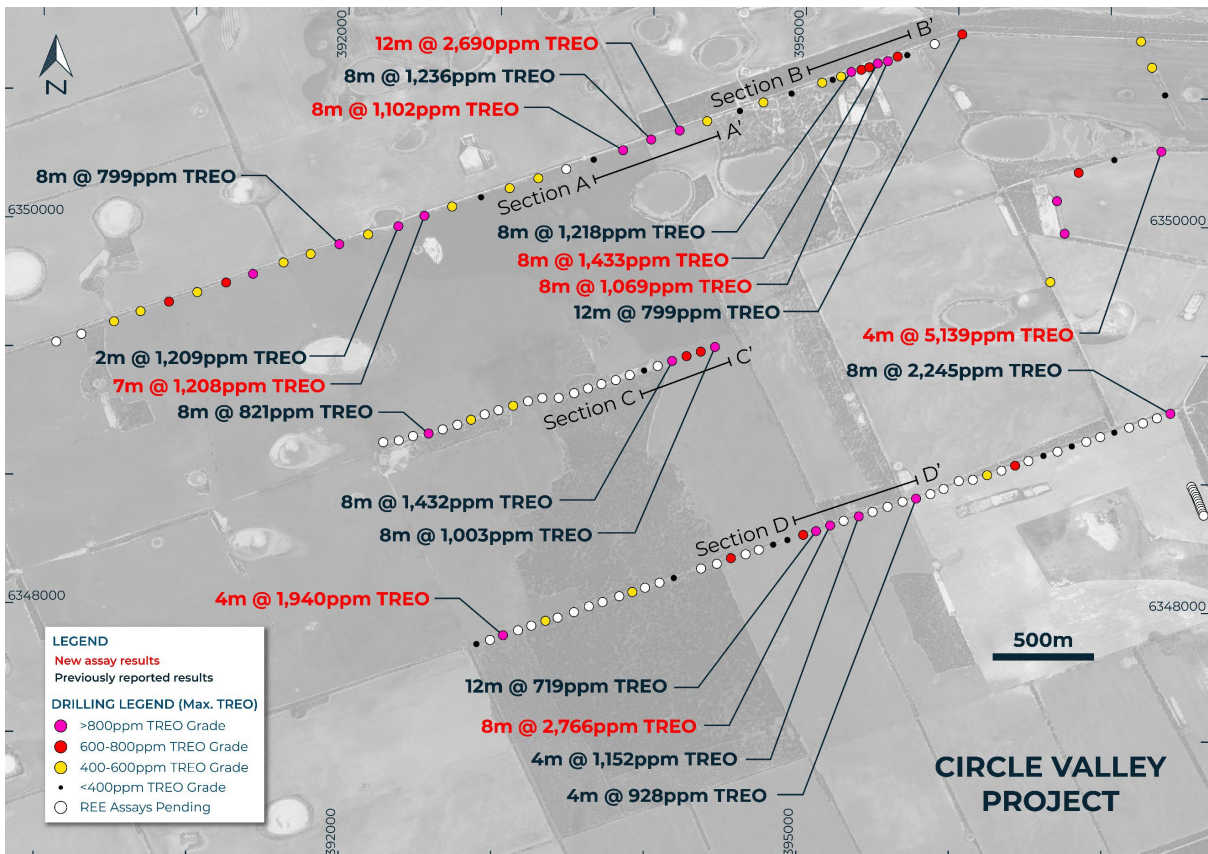 392000
395000
N
12m @ 2,690ppm TREO
8m @ 1,236ppm TREO
8m @ 1,102ppm TREO
Section B
B'
Section A
A'
8m @ 799ppm TREO
6350000
6350000
8m @ 1,218ppm TREO
8m @ 1,433ppm TREO
8m @ 1,069ppm TREO
12m @ 799ppm TREO
4m @ 5,139ppm TREO
8m @ 2,245ppm TREO
2m @ 1,209ppm TREO
7m @ 1,208ppm TREO
8m @ 821ppm TREO
Section C
C'
8m @ 1,432ppm TREO
8m @ 1,003ppm TREO
Section D
D'
6348000
6348000
4m @ 1,940ppm TREO
500m
12m @ 719ppm TREO
8m @ 2,766ppm TREO
4m @ 1,152ppm TREO
4m @ 928ppm TREO
LEGEND
New assay results
Previously reported results
DRILLING LEGEND (Max. TREO)
>800ppm TREO Grade
600-800ppm TREO Grade
400-600ppm TREO Grade
<400ppm TREO Grade
REE Assays Pending
CIRCLE VALLEY
PROJECT
392000
395000